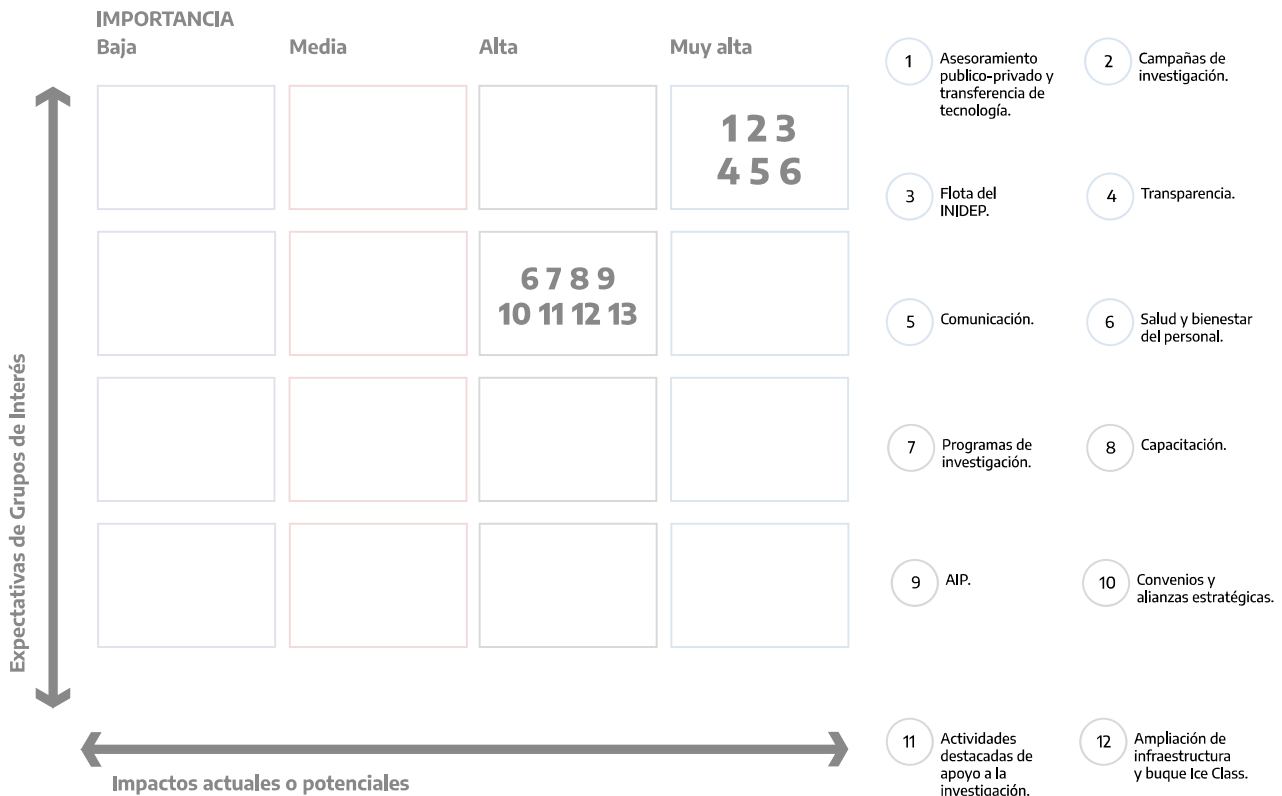 IMPORTANCIA
Baja
Media
Alta
Muy alta
1 2 3
4 5 6
6 7 8 9
10 11 12 13
Expectativas de Grupos de Interés
Impactos actuales o potenciales
1
Asesoramiento
publico-privado y
transferencia de
tecnología.
2
Campañas de
investigación.
3
Flota del
INIDEP.
4
Transparencia.
5
Comunicación.
6
Salud y bienestar
del personal.
7
Programas de
investigación.
8
Capacitación.
9
AIP.
10
Convenios y
alianzas estratégicas.
11
Actividades
destacadas de
apoyo a la
investigación.
12
Ampliación de
infraestructura
y buque Ice Class.